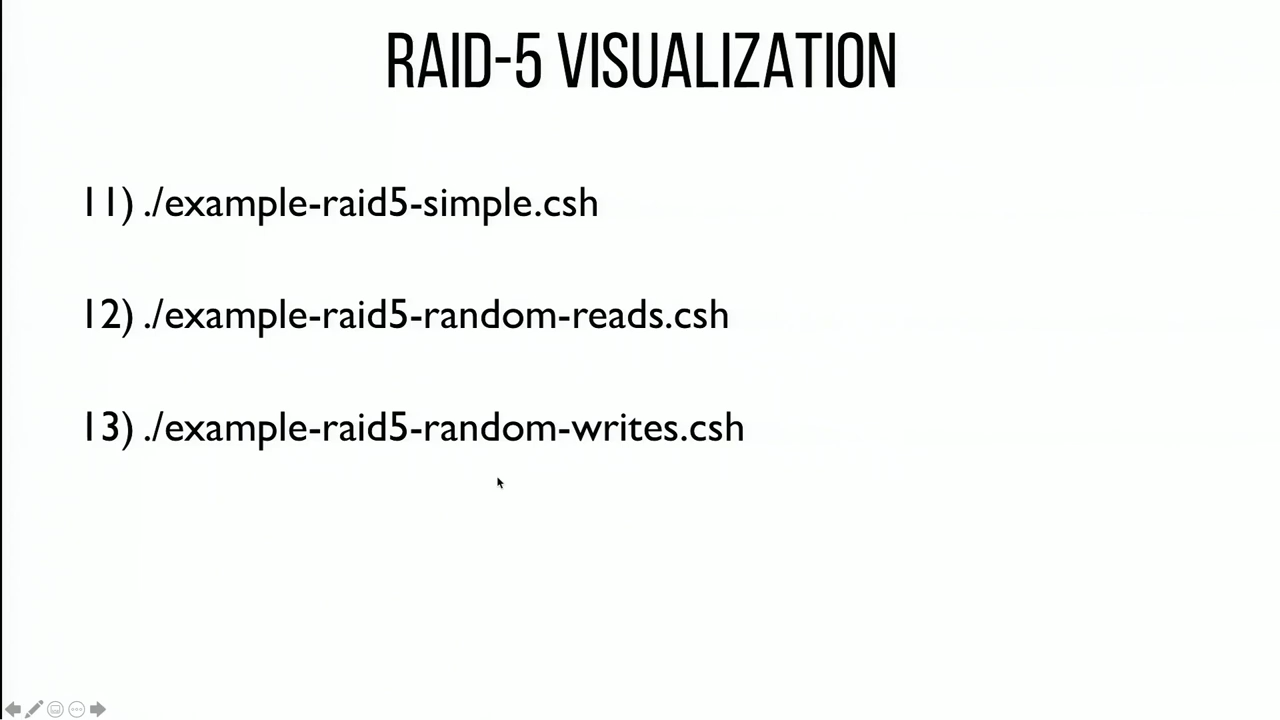 RAID-5 VISUALIZATION
11) ./example-raid5-simple.csh
12) ./example-raid5-random-reads.csh
13) ./example-raid5-random-writes.csh